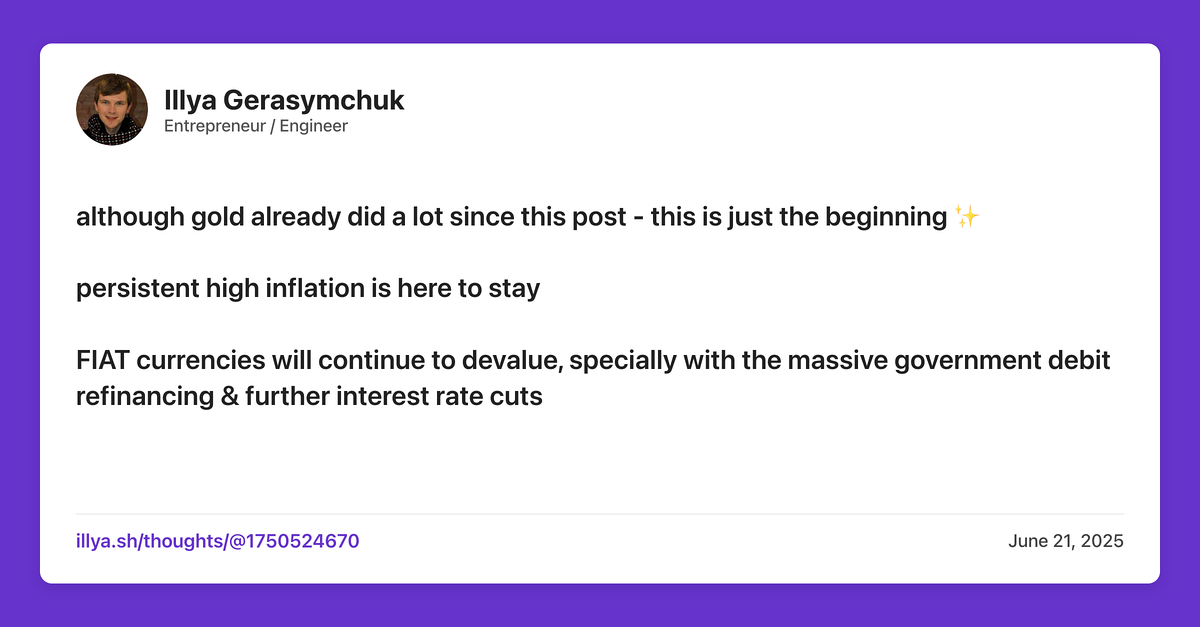 Illya Gerasymchuk
Entrepreneur / Engineer
although gold already did a lot since this post - this is just the beginning ✨
persistent high inflation is here to stay
FIAT currencies will continue to devalue, specially with the massive government debit
refinancing & further interest rate cuts
illya.sh/thoughts/@1750524670
June 21, 2025